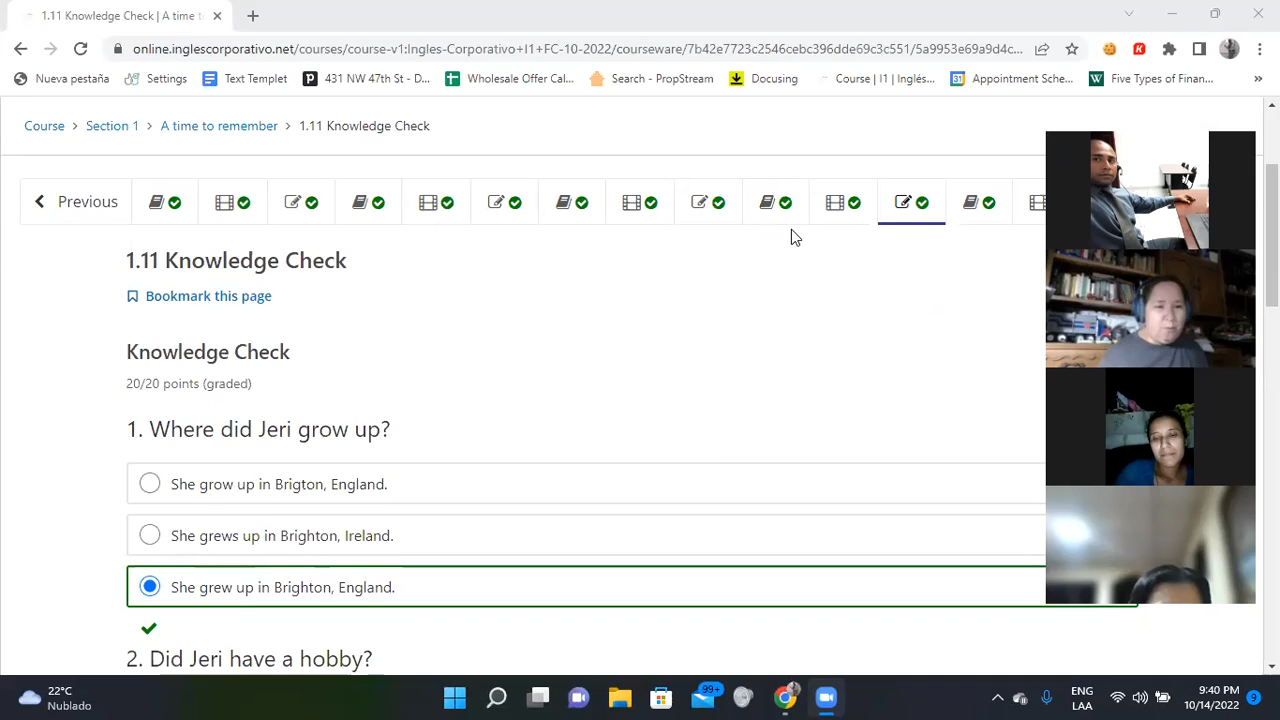 1.11 Knowledge Check | A time t
online.inglescorporativo.net/courses/course-v1:Ingles-Corporativo+I1+FC-10-2022/courseware/7b42e7723c2546cebc396dde69c3c551/5a9953e69a9d4c...
Nueva pestaña Settings Text Templet 431 NW 47th St - D... Wholesale Offer Cal... Search - PropStream Docusing Course | I1 | Inglés... Appointment Sche... Five Types of Finan... »
Course > Section 1 > A time to remember > 1.11 Knowledge Check
Previous
1.11 Knowledge Check
Bookmark this page
Knowledge Check
20/20 points (graded)
1. Where did Jeri grow up?
She grow up in Brigton, England.
She grews up in Brighton, Ireland.
She grew up in Brighton, England.
2. Did Jeri have a hobby?
22°C
Nublado
99+
ENG
LAA
9:40 PM
10/14/2022
9